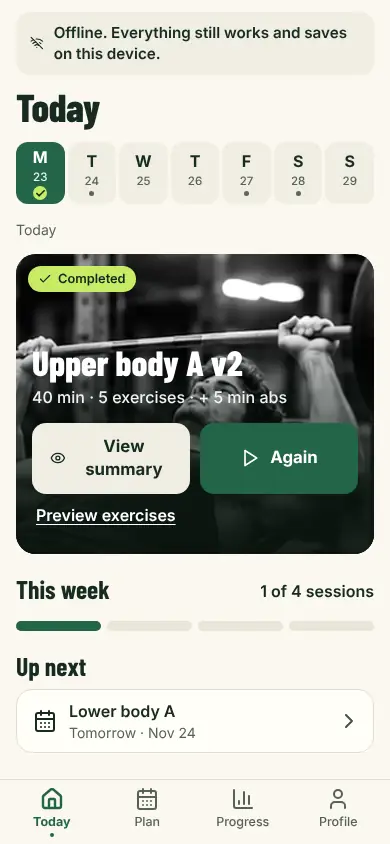 Offline. Everything still works and saves
on this device.
Today
M
23
T
24
W
25
T
26
F
27
S
28
S
29
Today
Completed
Upper body A v2
40 min · 5 exercises · + 5 min abs
View
summary
Again
Preview exercises
This week
1 of 4 sessions
Up next
Lower body A
Tomorrow · Nov 24
Today
Plan
Progress
Profile